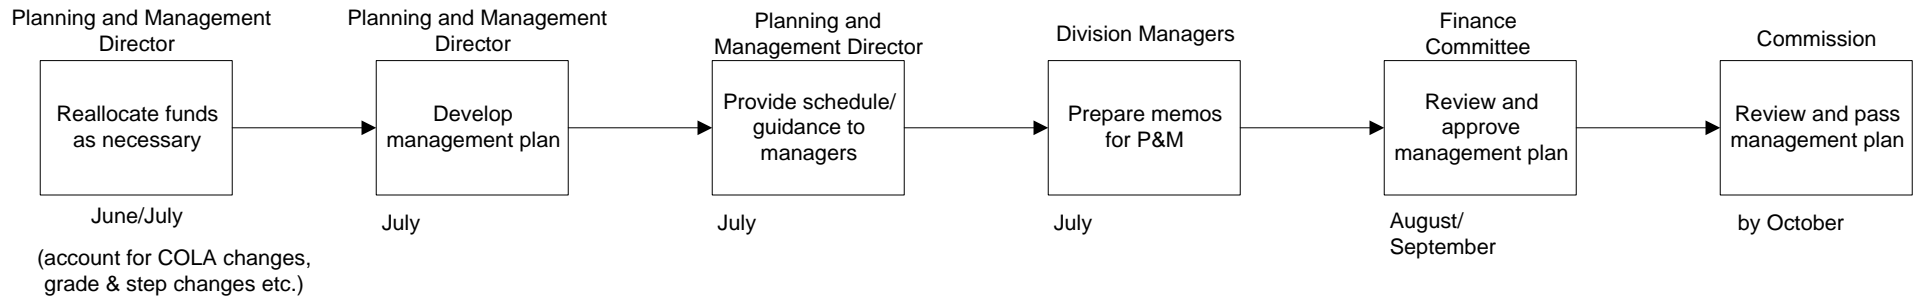 Planning and Management
Director
Reallocate funds
as necessary
June/July
(account for COLA changes,
grade & step changes etc.)
Planning and Management
Director
Develop
management plan
July
Planning and
Management Director
Provide schedule/
guidance to
managers
July
Division Managers
Prepare memos
for P&M
July
Finance
Committee
Review and
approve
management plan
August/
September
Commission
Review and pass
management plan
by October